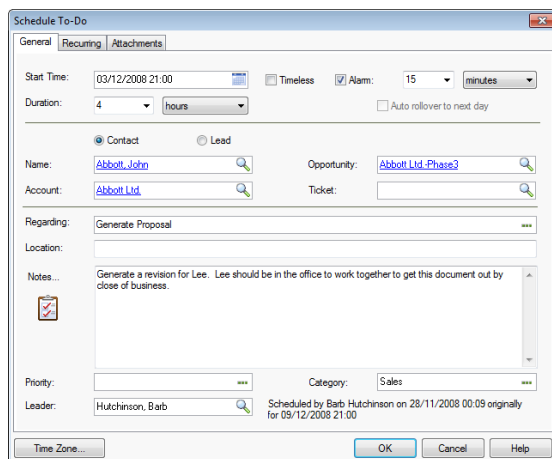 Schedule To-Do
General Recurring Attachments
Start Time: 03/12/2008 21:00 Timeless Alarm: 15 minutes
Duration: 4 hours Auto rollover to next day
Contact Lead
Name: Abbott, John Opportunity: Abbott Ltd.-Phase3
Account: Abbott Ltd. Ticket:
Regarding: Generate Proposal
Location:
Notes... Generate a revision for Lee. Lee should be in the office to work together to get this document out by
close of business.
Priority: Category: Sales
Leader: Hutchinson, Barb Scheduled by Barb Hutchinson on 28/11/2008 00:09 originally
for 09/12/2008 21:00
Time Zone... OK Cancel Help